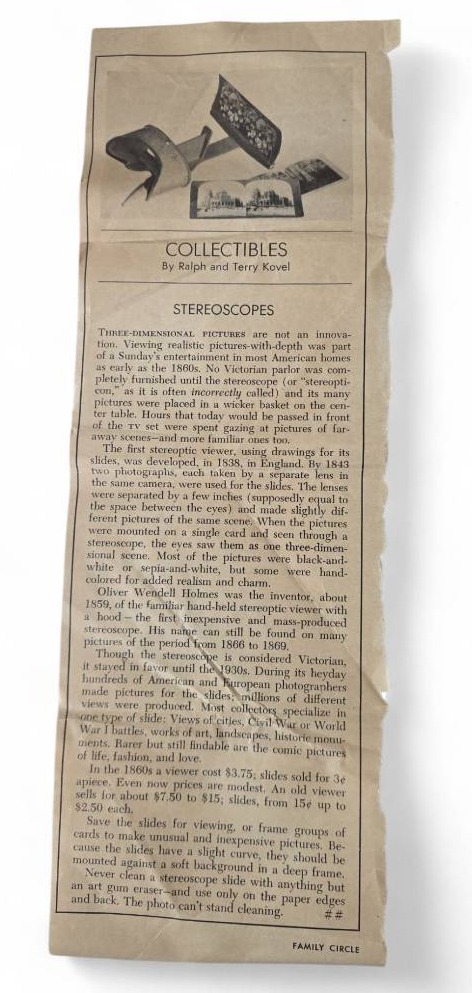 COLLECTIBLES
By Ralph and Terry Kovel
STEREOSCOPES
THREE-DIMENSIONAL PICTURES are not an innova-
tion. Viewing realistic pictures-with-depth was part
of a Sunday's entertainment in most American homes
as early as the 1860s. No Victorian parlor was com-
pletely furnished until the stereoscope (or "stereopti-
con," as it is often incorrectly called) and its many
pictures were placed in a wicker basket on the cen-
ter table. Hours that today would be passed in front
of the TV set were spent gazing at pictures of far-
away scenes—and more familiar ones too.
The first stereoptic viewer, using drawings for its
slides, was developed, in 1838, in England. By 1843
two photographs, each taken by a separate lens in
the same camera, were used for the slides. The lenses
were separated by a few inches (supposedly equal to
the space between the eyes) and made slightly dif-
ferent pictures of the same scene. When the pictures
were mounted on a single card and seen through a
stereoscope, the eyes saw them as one three-dimen-
sional scene. Most of the pictures were black-and-
white or sepia-and-white, but some were hand-
colored for added realism and charm.
Oliver Wendell Holmes was the inventor, about
1859, of the familiar hand-held stereoptic viewer with
a hood—the first inexpensive and mass-produced
stereoscope. His name can still be found on many
pictures of the period from 1866 to 1869.
Though the stereoscope is considered Victorian,
it stayed in favor until the 1930s. During its heyday
hundreds of American and European photographers
made pictures for the slides; millions of different
views were produced. Most collectors specialize in
one type of slide: Views of cities, Civil War or World
War I battles, works of art, landscapes, historic monu-
ments. Rarer but still findable are the comic pictures
of life, fashion, and love.
In the 1860s a viewer cost $3.75; slides sold for 3¢
apiece. Even now prices are modest. An old viewer
sells for about $7.50 to $15; slides, from 15¢ up to
$2.50 each.
Save the slides for viewing, or frame groups of
cards to make unusual and inexpensive pictures. Be-
cause the slides have a slight curve, they should be
mounted against a soft background in a deep frame.
Never clean a stereoscope slide with anything but
an art gum eraser—and use only on the paper edges
and back. The photo can't stand cleaning. ##
FAMILY CIRCLE